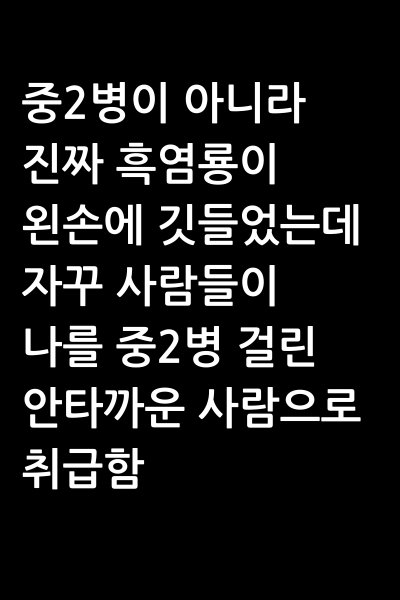 중2병이 아니라
진짜 흑염룡이
왼손에 깃들었는데
자꾸 사람들이
나를 중2병 걸린
안타까운 사람으로
취급함